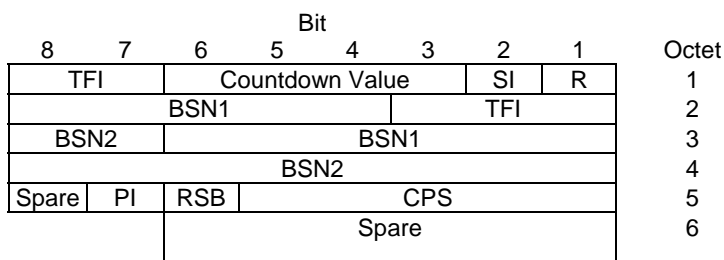 Bit
8 7 6 5 4 3 2 1 Octet
TFI Countdown Value SI R 1
BSN1 TFI 2
BSN2 BSN1 3
BSN2 4
Spare PI RSB CPS 5
Spare 6